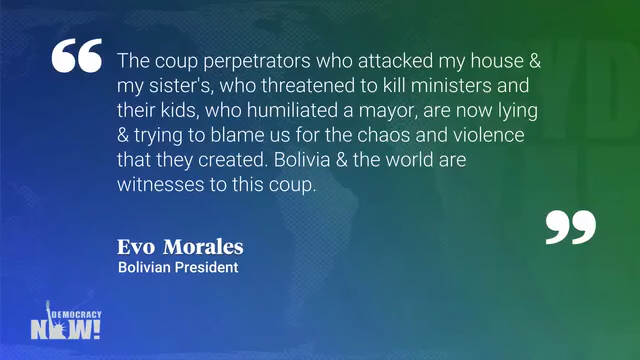 “
The coup perpetrators who attacked my house &
my sister's, who threatened to kill ministers and
their kids, who humiliated a mayor, are now lying
& trying to blame us for the chaos and violence
that they created. Bolivia & the world are
witnesses to this coup.
”
Evo Morales
Bolivian President
DEMOCRACY
NOW!